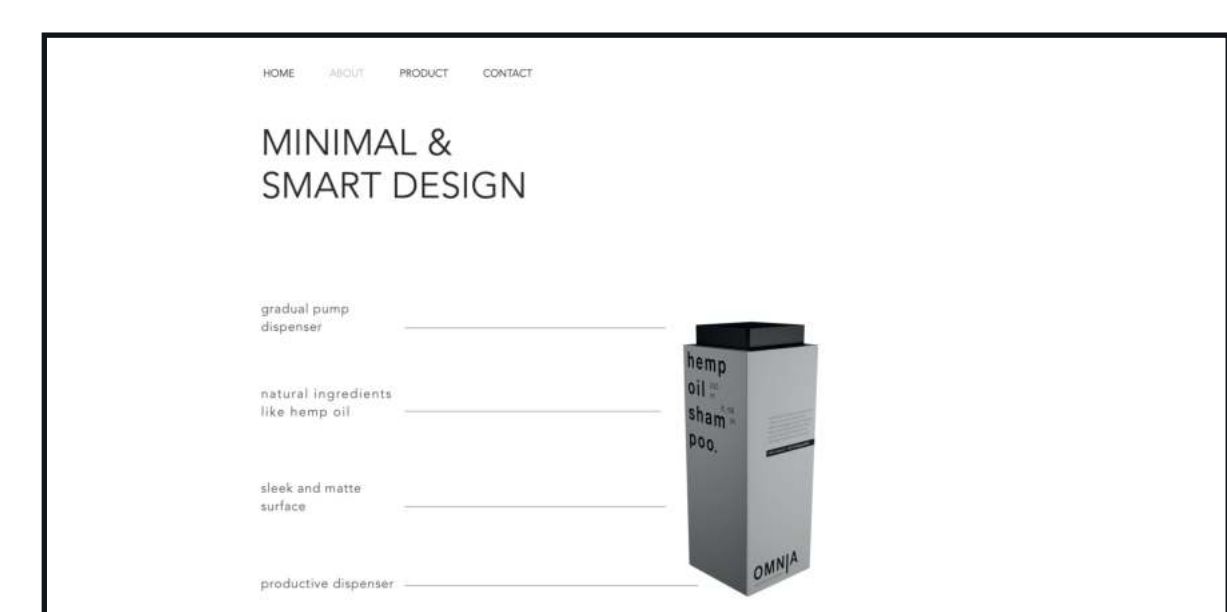 HOME ABOUT PRODUCT CONTACT
MINIMAL &
SMART DESIGN
gradual pump
dispenser
natural ingredients
like hemp oil
sleek and matte
surface
productive dispenser
hemp
oil
sham
poo.
OMN|A